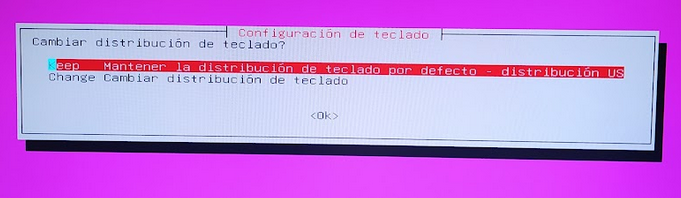 Configuración de teclado
Cambiar distribución de teclado?
Keep Mantener la distribución de teclado por defecto - distribución US
Change Cambiar distribución de teclado
<Ok>